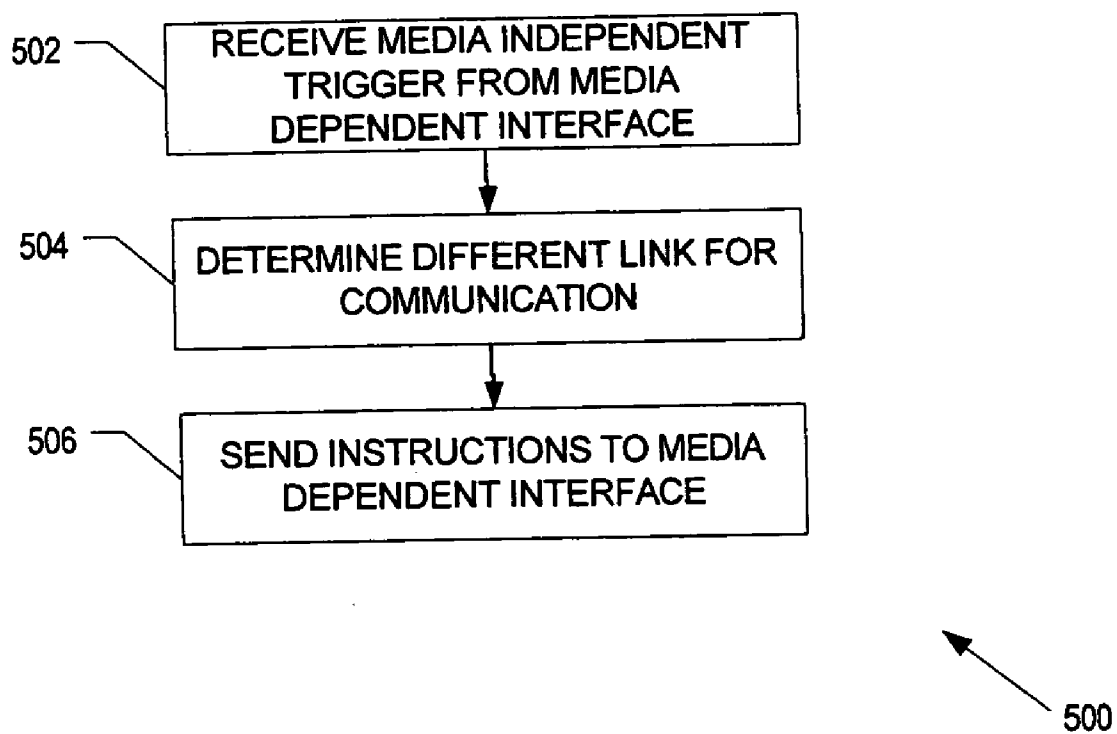 502
RECEIVE MEDIA INDEPENDENT
TRIGGER FROM MEDIA
DEPENDENT INTERFACE
504
DETERMINE DIFFERENT LINK FOR
COMMUNICATION
506
SEND INSTRUCTIONS TO MEDIA
DEPENDENT INTERFACE
500